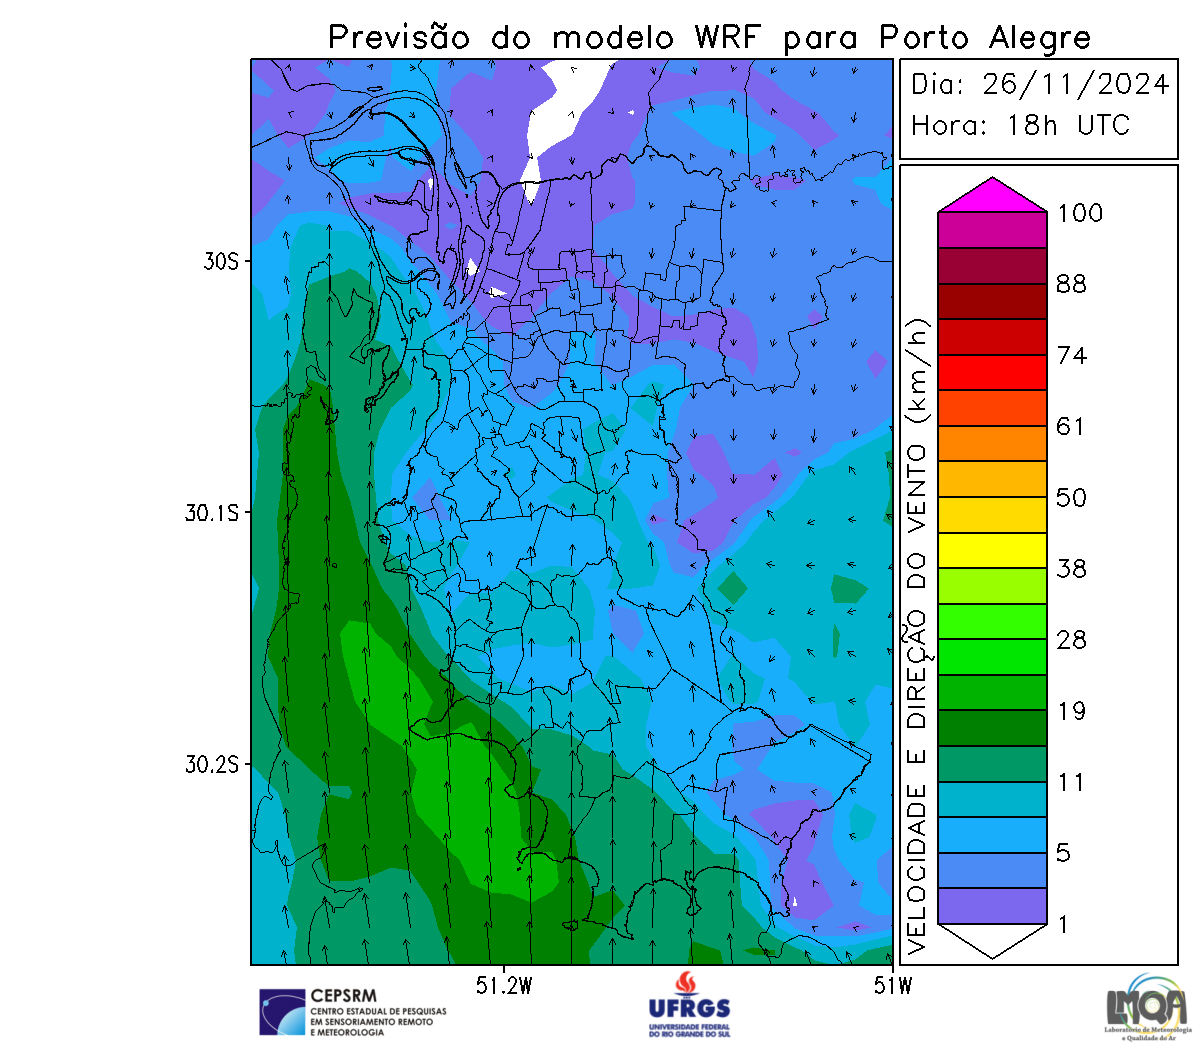 Previsão do modelo WRF para Porto Alegre
Dia: 26/11/2024
Hora: 18h UTC
30S
30.1S
30.2S
51.2W
51W
VELOCIDADE E DIREÇÃO DO VENTO (km/h)
100
88
74
61
50
38
28
19
11
5
1
CEPSRM
CENTRO ESTADUAL DE PESQUISAS
EM SENSORIAMENTO REMOTO
E METEOROLOGIA
UFRGS
UNIVERSIDADE FEDERAL
DO RIO GRANDE DO SUL
LMQA
Laboratório de Meteorologia
e Qualidade do Ar